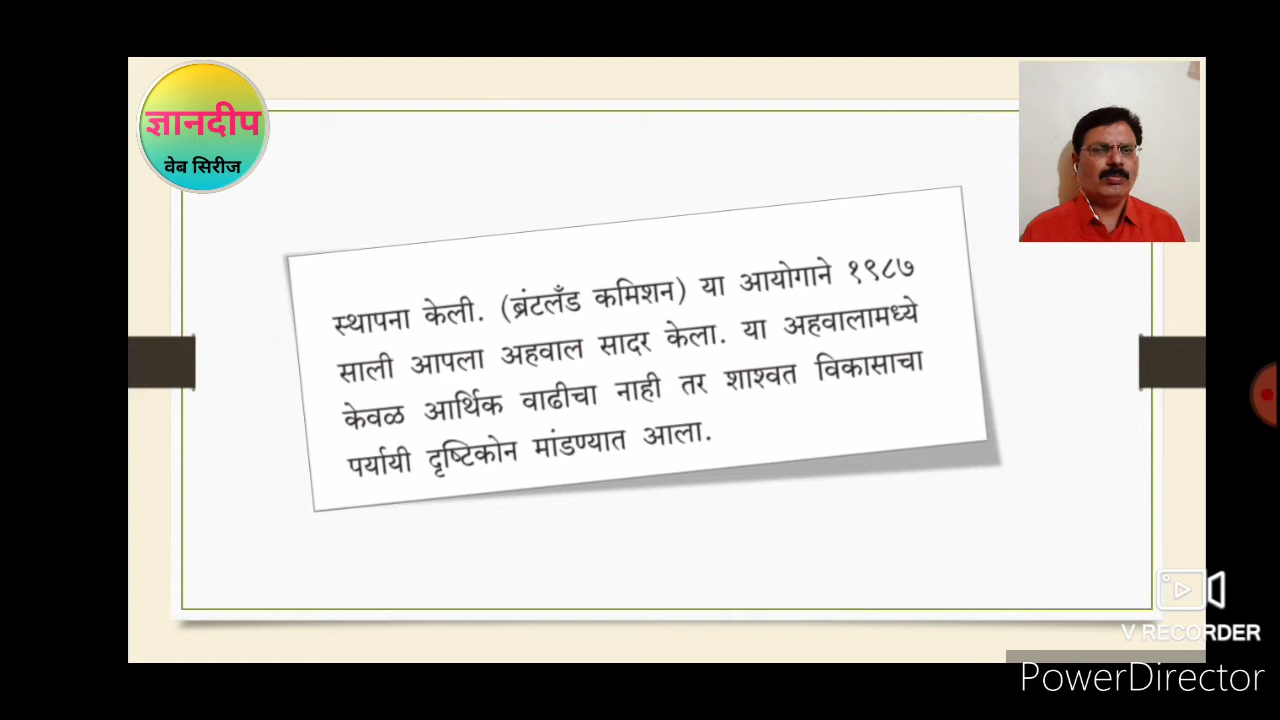 ज्ञानदीप
वेब सिरीज
स्थापना केली. (ब्रंटलँड कमिशन) या आयोगाने १९८७
साली आपला अहवाल सादर केला. या अहवालामध्ये
केवळ आर्थिक वाढीचा नाही तर शाश्वत विकासाचा
पर्यायी दृष्टिकोन मांडण्यात आला.
V RECORDER
PowerDirector